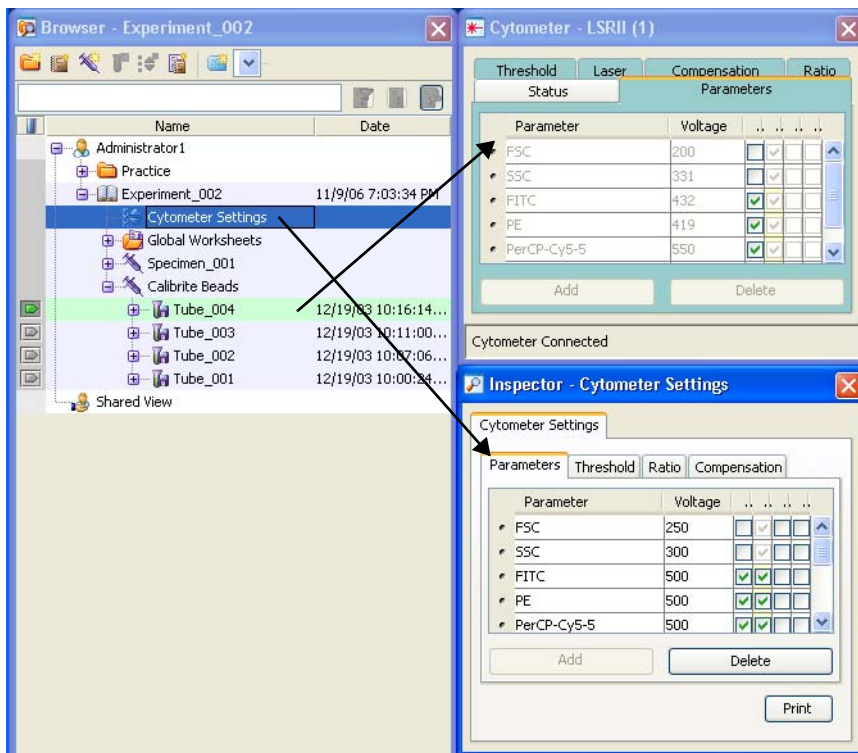 Browser - Experiment_002
Name Date
Administrator1
Practice
Experiment_002 11/9/06 7:03:34 PM
Cytometer Settings
Global Worksheets
Specimen_001
Calibrite Beads
Tube_004 12/19/03 10:16:14...
Tube_003 12/19/03 10:11:00...
Tube_002 12/19/03 10:07:06...
Tube_001 12/19/03 10:00:24...
Shared View
Cytometer - LSRII (1)
Threshold Laser Compensation Ratio
Status Parameters
Parameter Voltage .. .. .. ..
FSC 200
SSC 331
FITC 432
PE 419
PerCP-Cy5-5 550
Add Delete
Cytometer Connected
Inspector - Cytometer Settings
Cytometer Settings
Parameters Threshold Ratio Compensation
Parameter Voltage .. .. .. ..
FSC 250
SSC 300
FITC 500
PE 500
PerCP-Cy5-5 500
Add Delete
Print